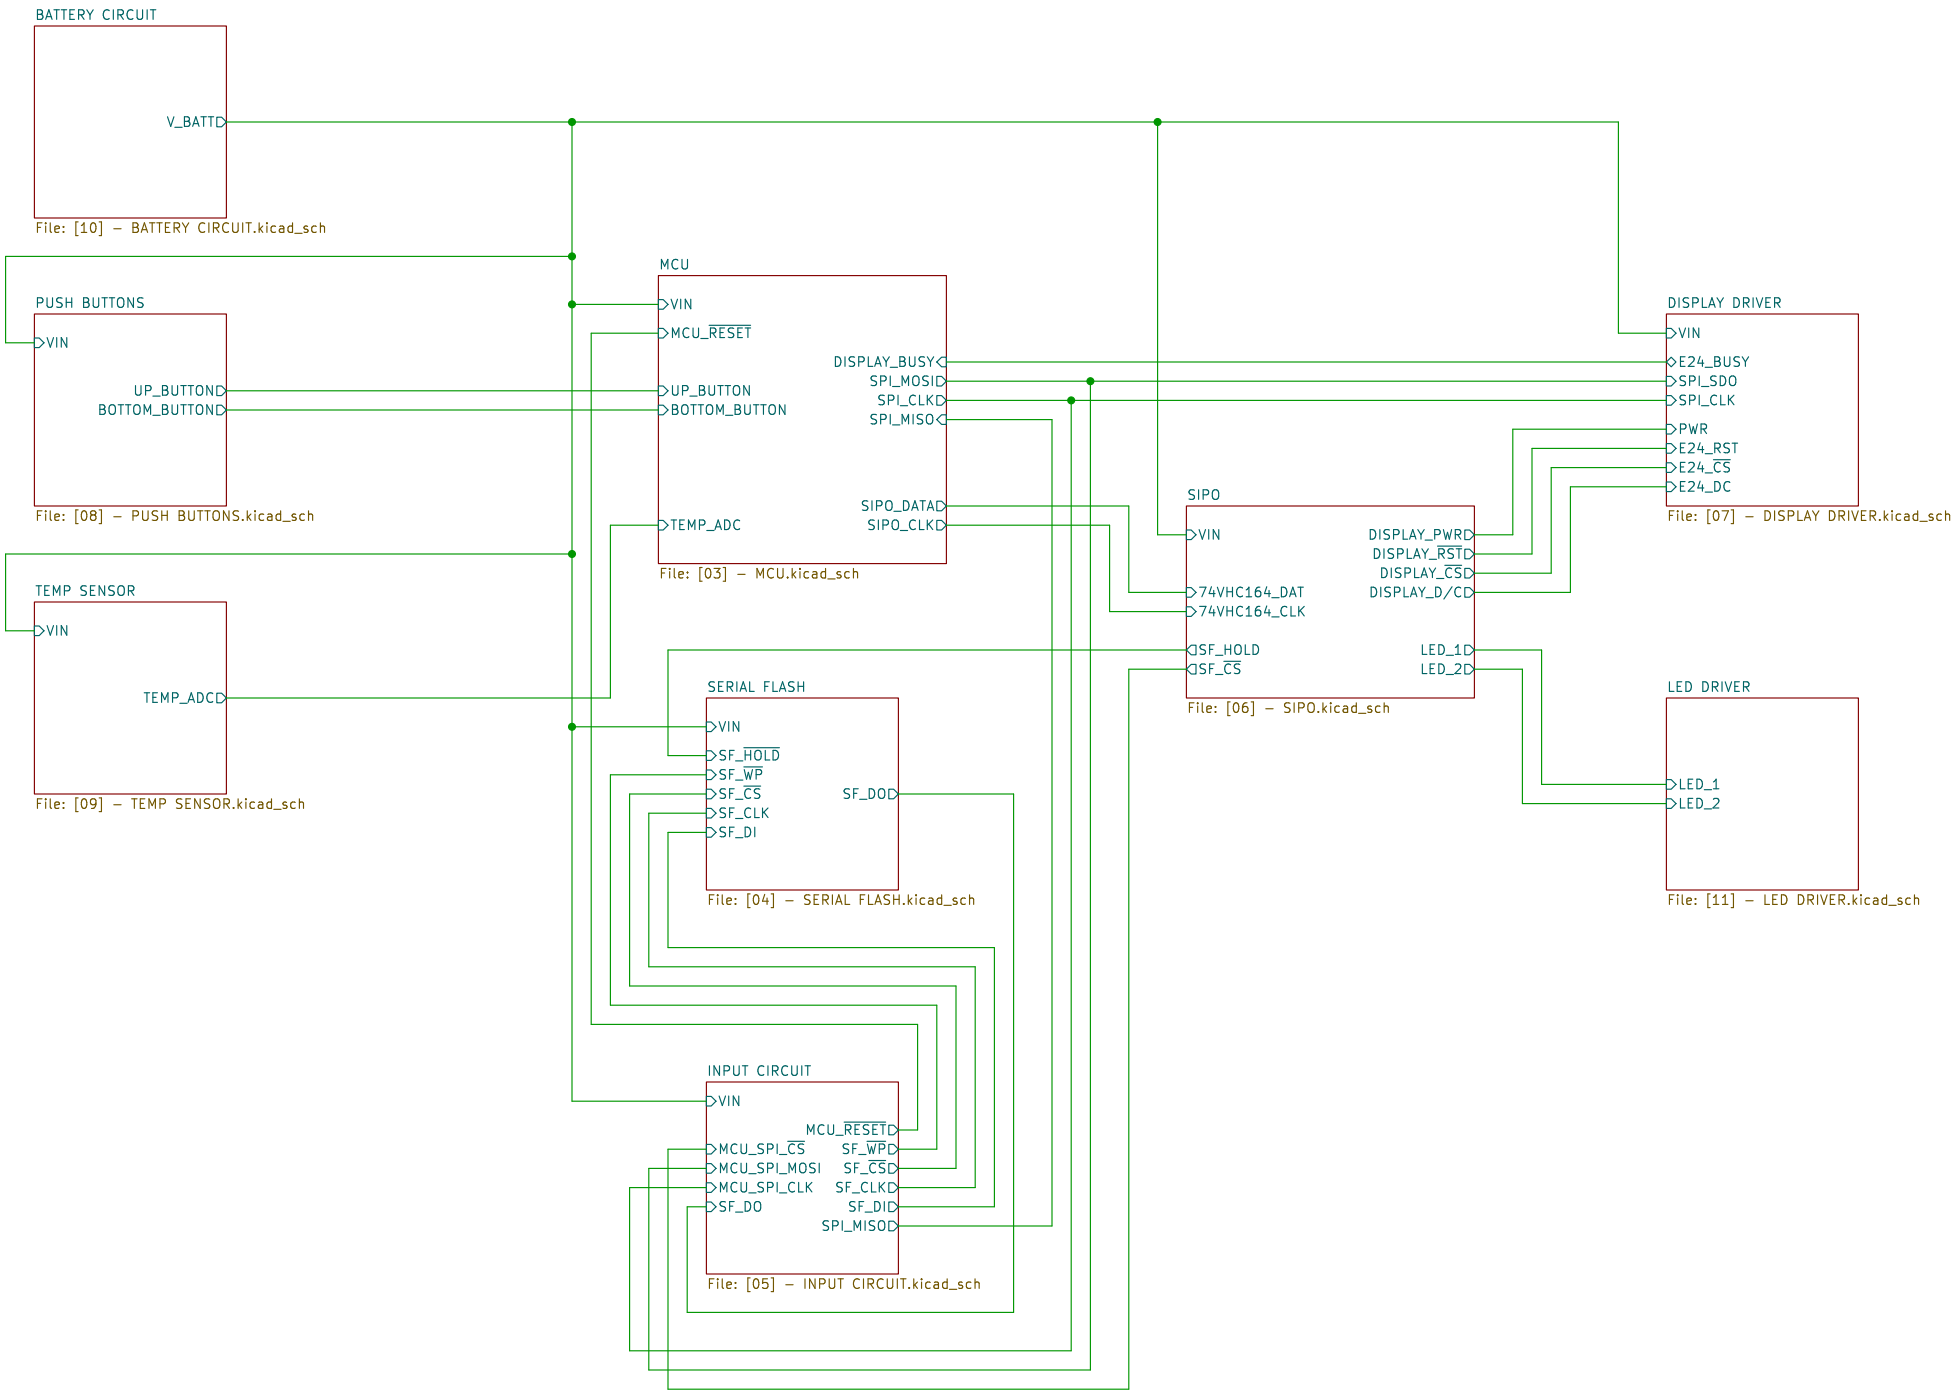 BATTERY CIRCUIT
V_BATT
File: [10] - BATTERY CIRCUIT.kicad_sch
PUSH BUTTONS
VIN
UP_BUTTON
BOTTOM_BUTTON
File: [08] - PUSH BUTTONS.kicad_sch
TEMP SENSOR
VIN
TEMP_ADC
File: [09] - TEMP SENSOR.kicad_sch
MCU
VIN
MCU_RESET
DISPLAY_BUSY
SPI_MOSI
UP_BUTTON
SPI_CLK
BOTTOM_BUTTON
SPI_MISO
SIPO_DATA
TEMP_ADC
SIPO_CLK
File: [03] - MCU.kicad_sch
SERIAL FLASH
VIN
SF_HOLD
SF_WP
SF_CS
SF_DO
SF_CLK
SF_DI
File: [04] - SERIAL FLASH.kicad_sch
INPUT CIRCUIT
VIN
MCU_RESET
MCU_SPI_CS
SF_WP
MCU_SPI_MOSI
SF_CS
MCU_SPI_CLK
SF_CLK
SF_DO
SF_DI
SPI_MISO
File: [05] - INPUT CIRCUIT.kicad_sch
SIPO
VIN
DISPLAY_PWR
DISPLAY_RST
DISPLAY_CS
74VHC164_DAT
DISPLAY_D/C
74VHC164_CLK
SF_HOLD
LED_1
SF_CS
LED_2
File: [06] - SIPO.kicad_sch
DISPLAY DRIVER
VIN
E24_BUSY
SPI_SDO
SPI_CLK
PWR
E24_RST
E24_CS
E24_DC
File: [07] - DISPLAY DRIVER.kicad_sch
LED DRIVER
LED_1
LED_2
File: [11] - LED DRIVER.kicad_sch